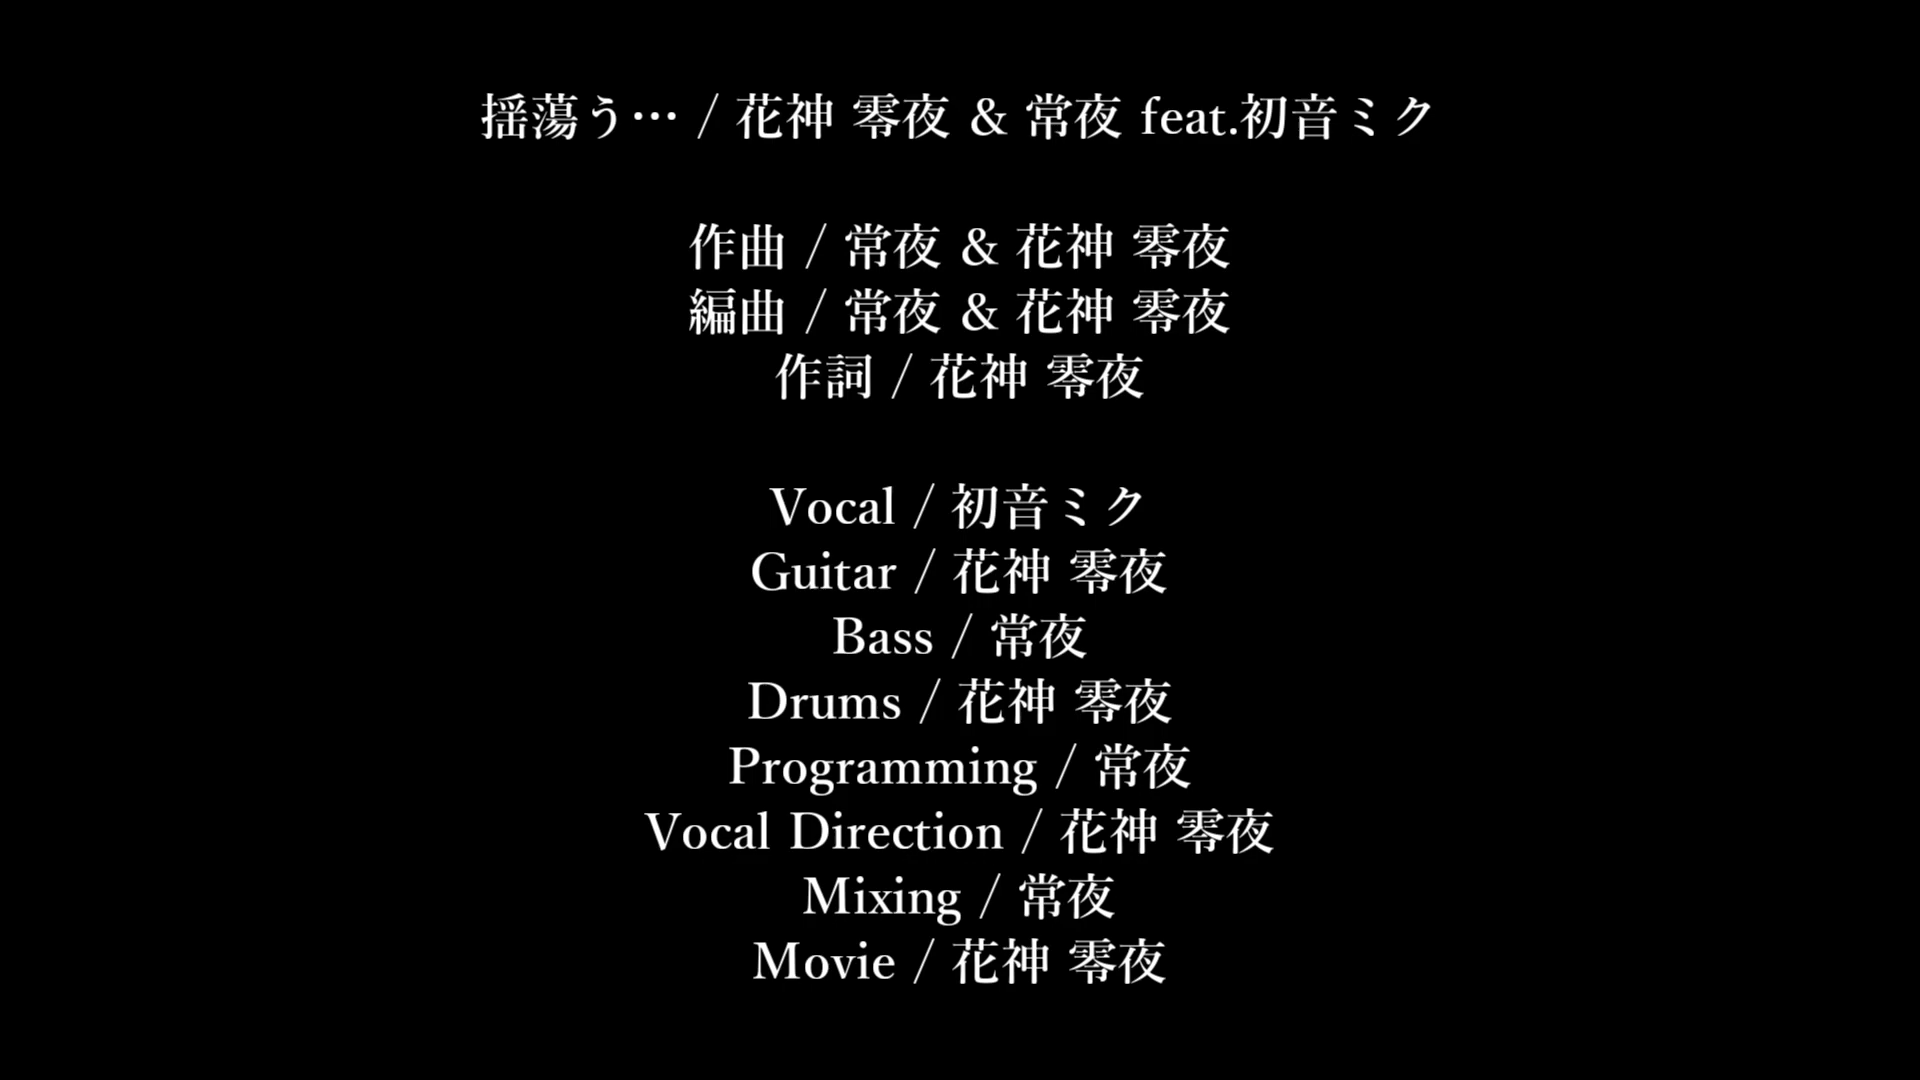 揺蕩う… / 花神 零夜 & 常夜 feat.初音ミク
作曲 / 常夜 & 花神 零夜
編曲 / 常夜 & 花神 零夜
作詞 / 花神 零夜
Vocal / 初音ミク
Guitar / 花神 零夜
Bass / 常夜
Drums / 花神 零夜
Programming / 常夜
Vocal Direction / 花神 零夜
Mixing / 常夜
Movie / 花神 零夜